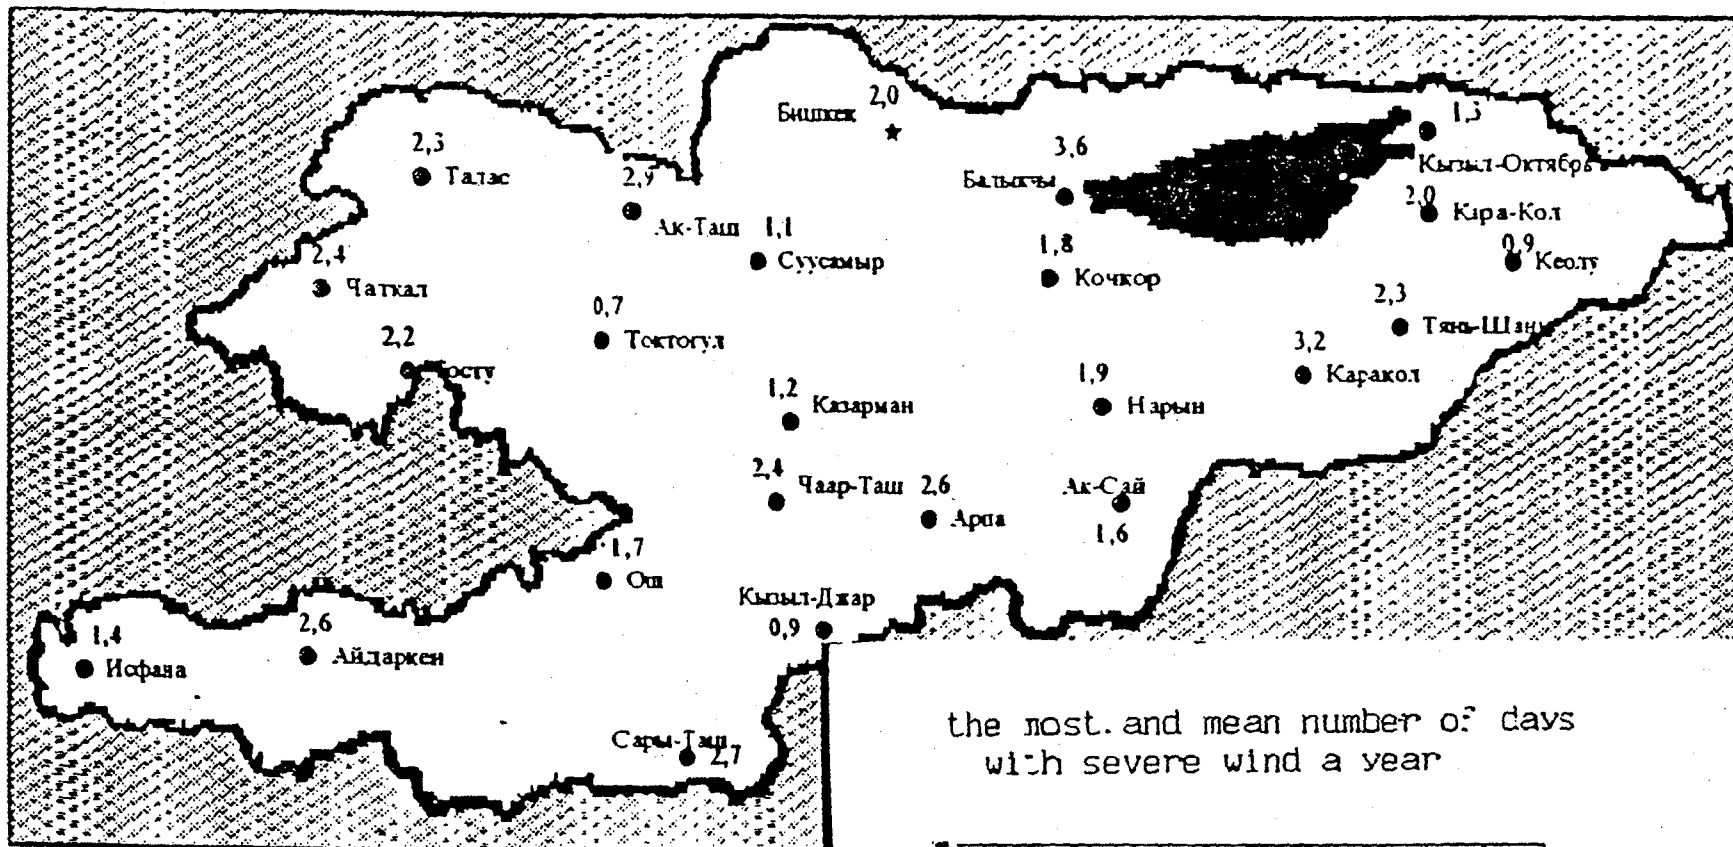 2,0
Бишкек
1,3
Кызыл-Октябрь
2,3
Талас
2,9
Ак-Таш
3,6
Балыкчы
2,0
Кара-Кол
1,1
Суусамыр
1,8
Кочкор
0,9
2,4
Чаткал
0,7
Токтогул
2,3
Тянь-Шань
2,2
3,2
Каракол
1,2
Казарман
1,9
Нарын
2,4
Чаар-Таш
2,6
Арпа
Ак-Сай
1,6
1,7
Ош
Кызыл-Джар
0,9
1,4
Исфана
2,6
Айдаркен
Сары-Таш
2,7
the most. and mean number of days
with severe wind a year